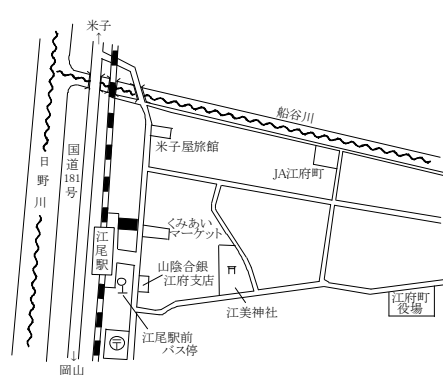 米子
↑
船谷川
米子屋旅館
JA江府町
国道181号
日野川
くみあい
マーケット
江尾駅
山陰合銀
江府支店
江美神社
江府町
役場
江尾駅前
バス停
〒
↓
岡山